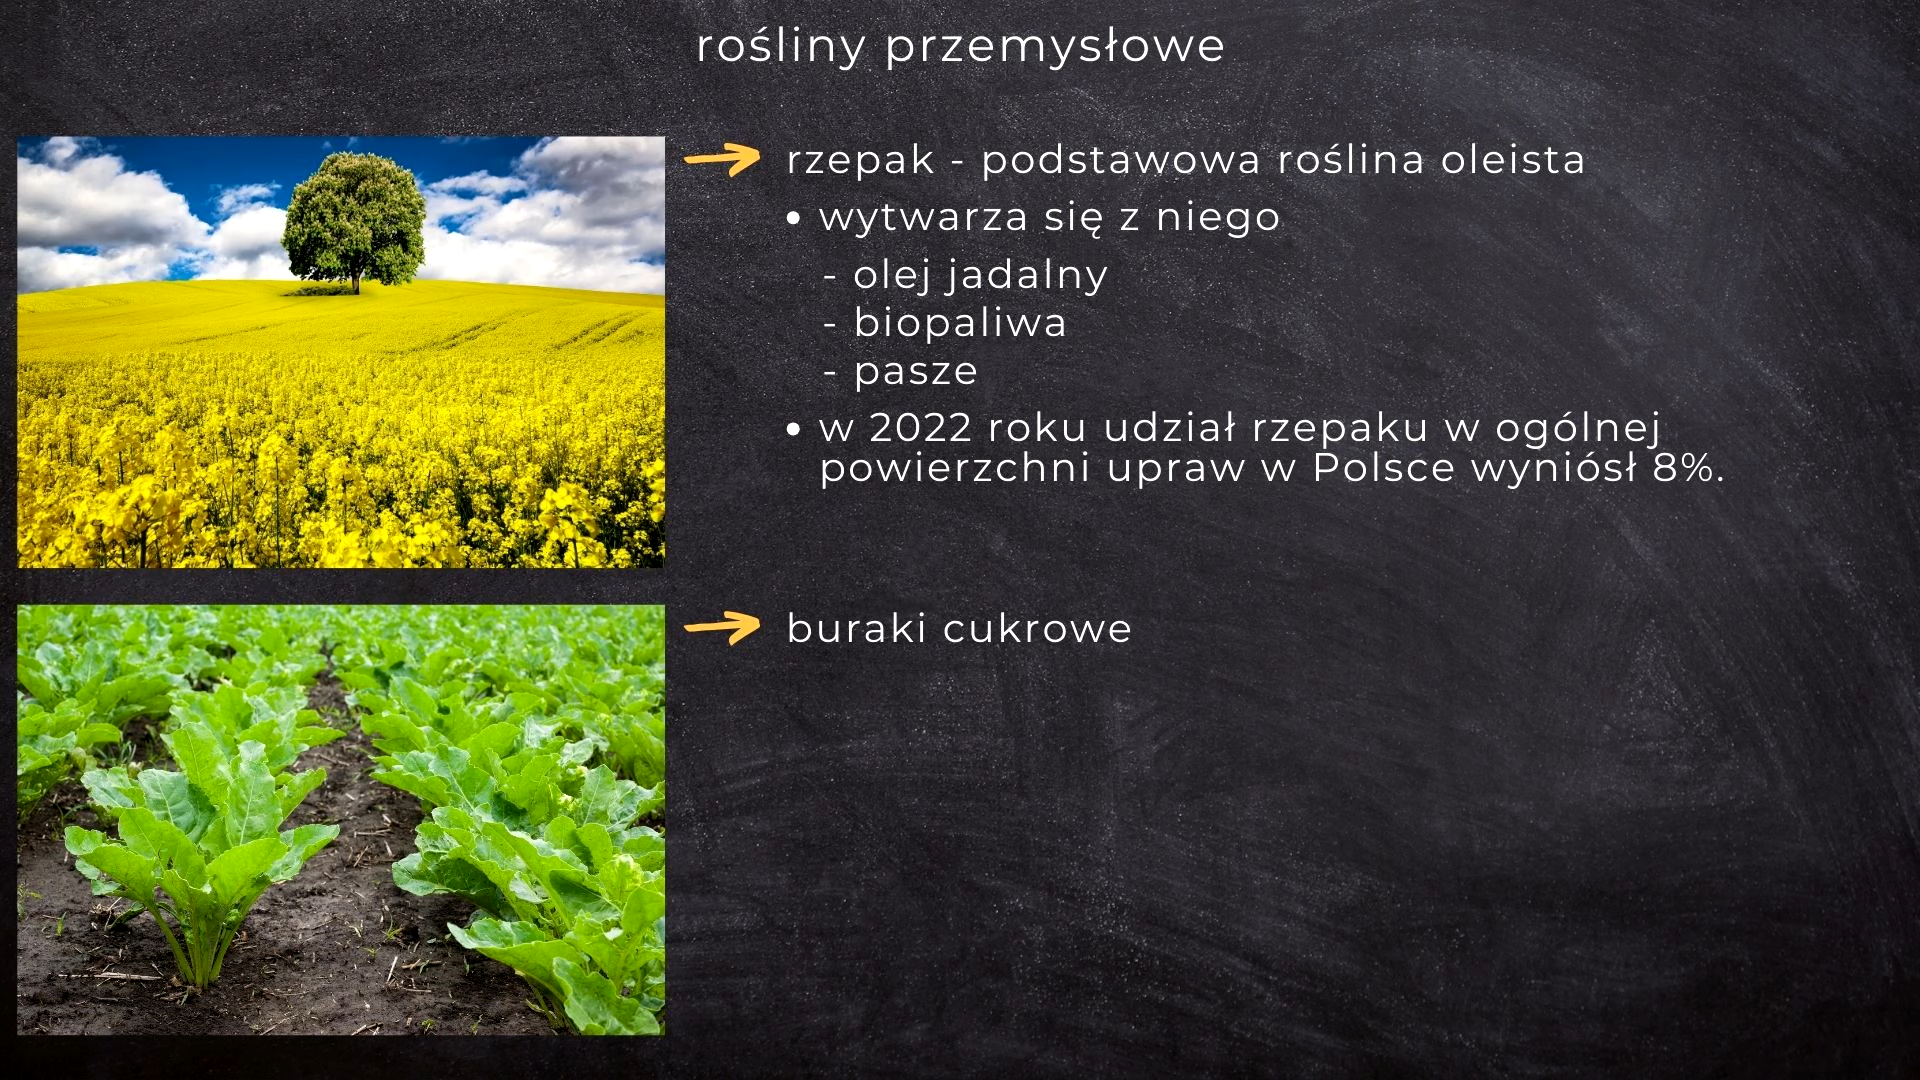 rośliny przemysłowe
rzepak - podstawowa roślina oleista
• wytwarza się z niego
- olej jadalny
- biopaliwa
- pasze
• w 2022 roku udział rzepaku w ogólnej
powierzchni upraw w Polsce wyniósł 8%.
buraki cukrowe